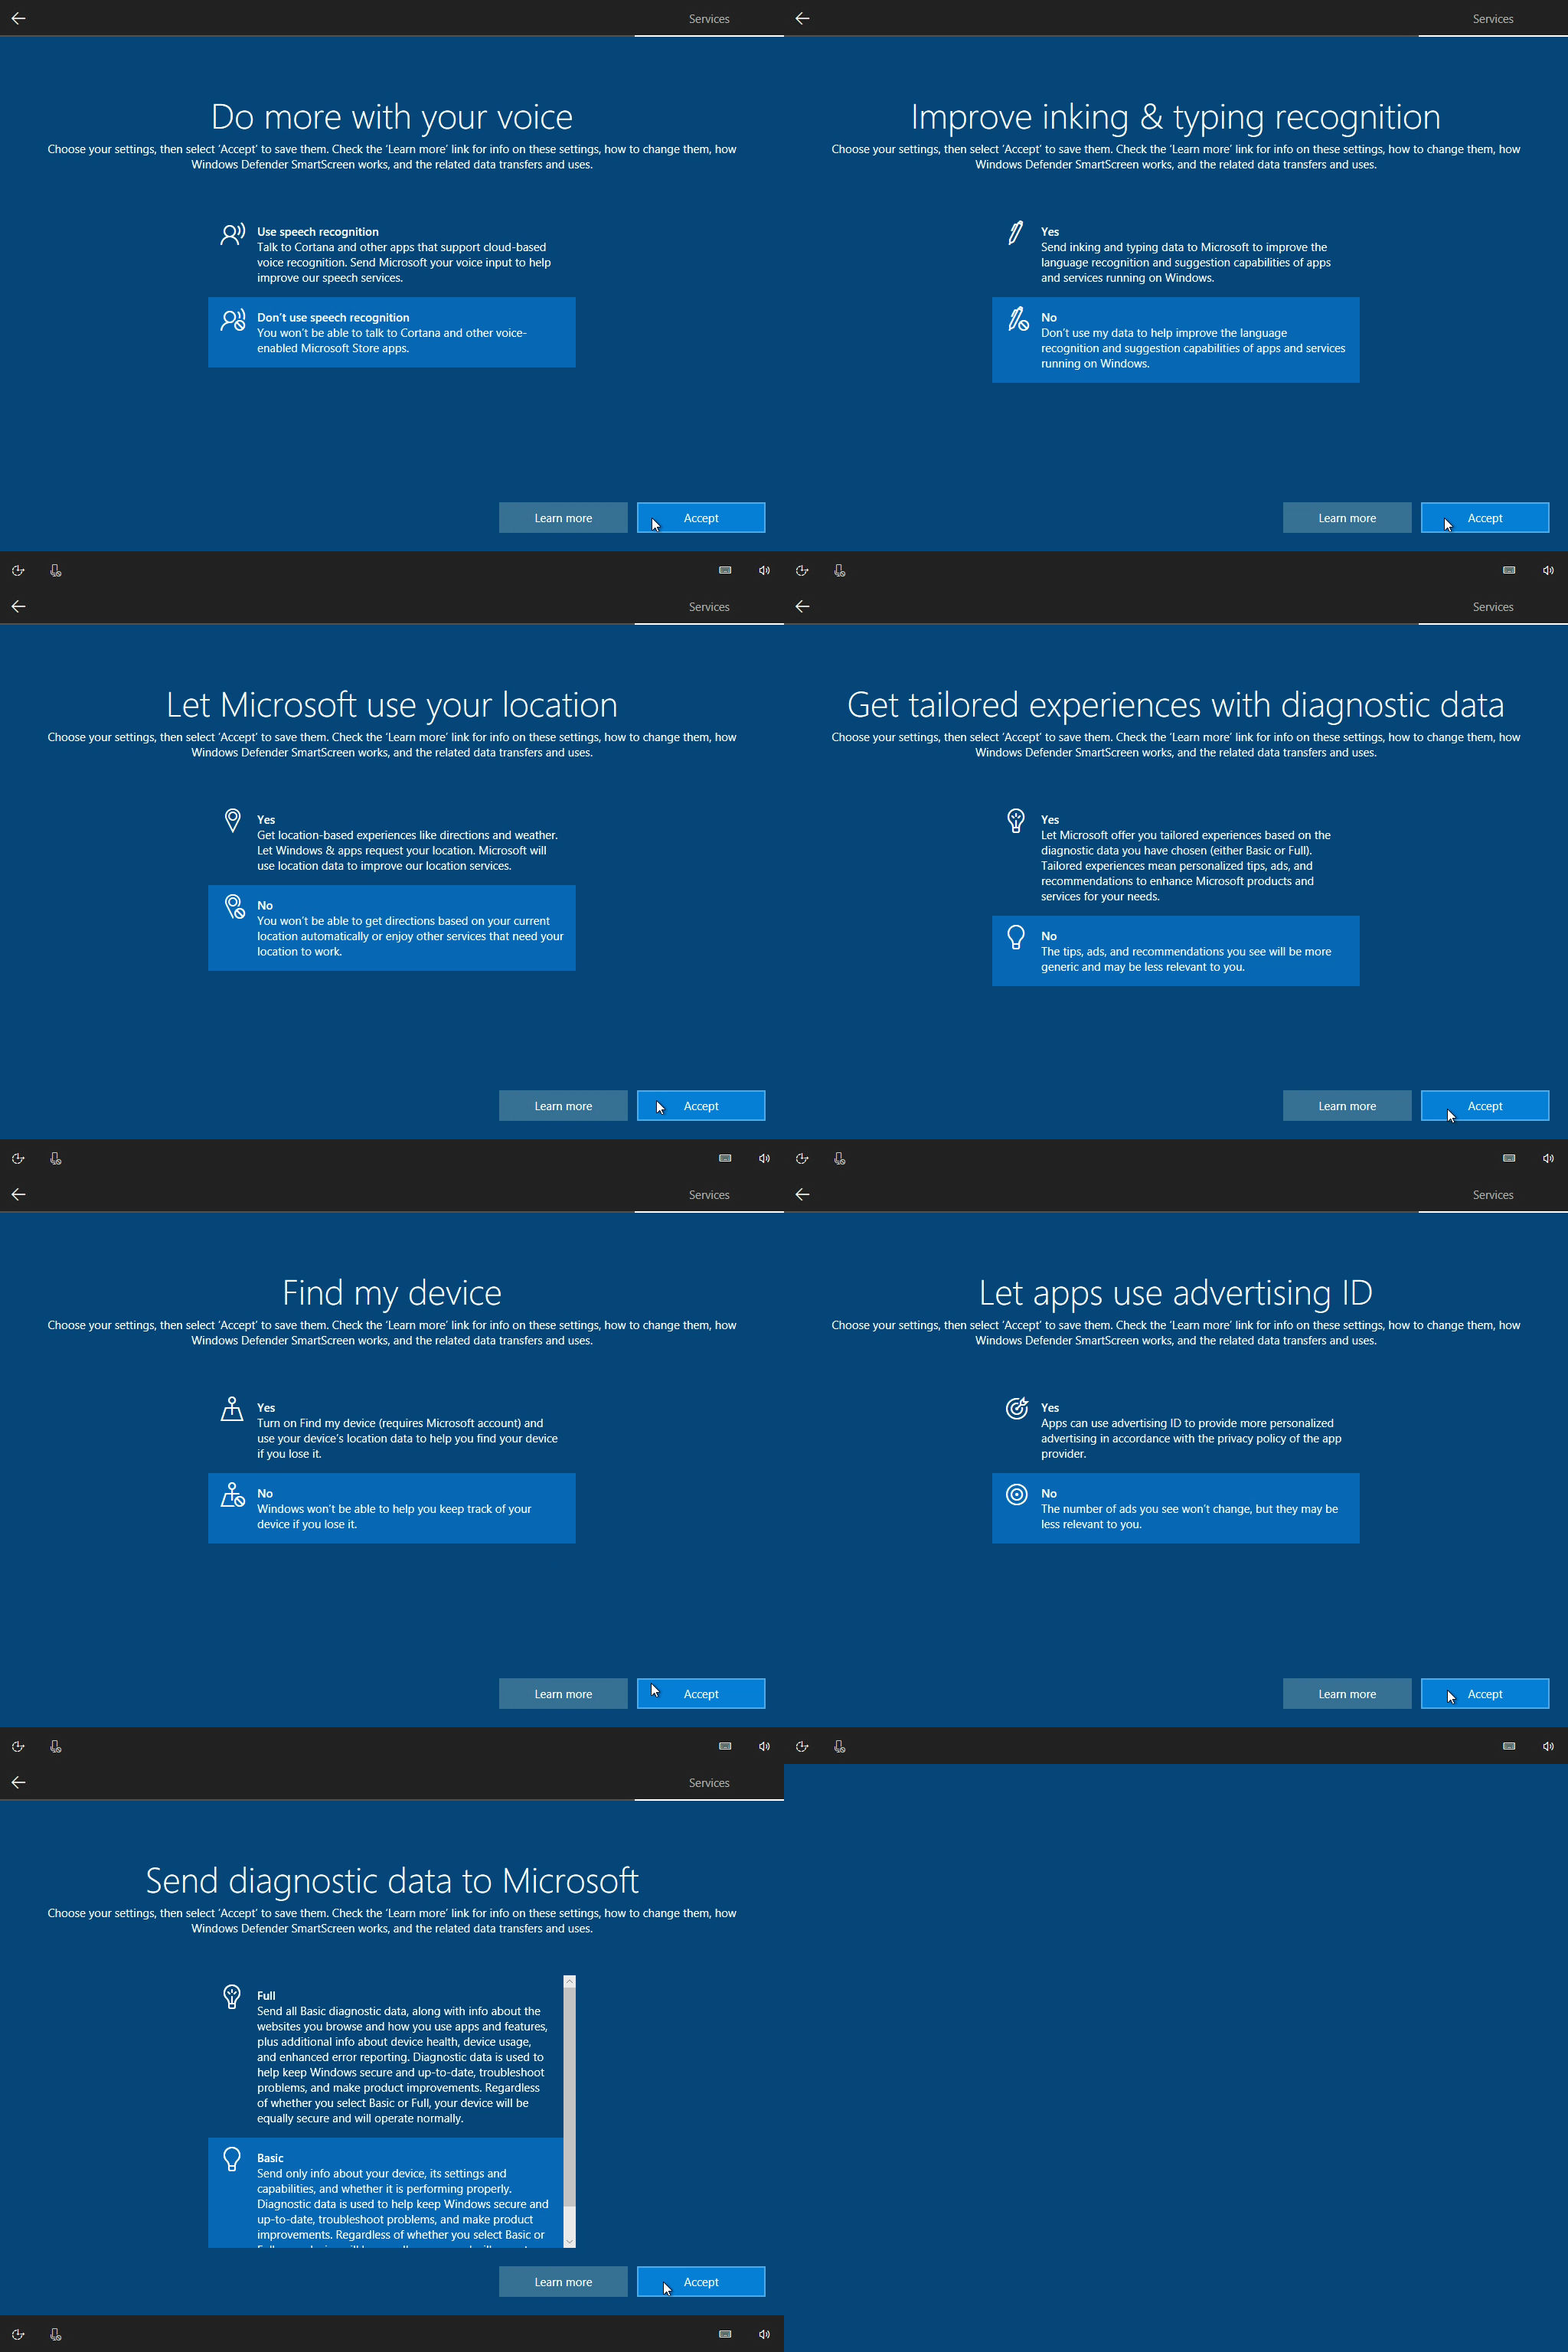 Services
Do more with your voice
Choose your settings, then select ‘Accept’ to save them. Check the ‘Learn more’ link for info on these settings, how to change them, how
Windows Defender SmartScreen works, and the related data transfers and uses.
Use speech recognition
Talk to Cortana and other apps that support cloud-based
voice recognition. Send Microsoft your voice input to help
improve our speech services.
Don’t use speech recognition
You won’t be able to talk to Cortana and other voice-
enabled Microsoft Store apps.
Learn more
Accept
Services
Improve inking & typing recognition
Choose your settings, then select ‘Accept’ to save them. Check the ‘Learn more’ link for info on these settings, how to change them, how
Windows Defender SmartScreen works, and the related data transfers and uses.
Yes
Send inking and typing data to Microsoft to improve the
language recognition and suggestion capabilities of apps
and services running on Windows.
No
Don’t use my data to help improve the language
recognition and suggestion capabilities of apps and services
running on Windows.
Learn more
Accept
Services
Let Microsoft use your location
Choose your settings, then select ‘Accept’ to save them. Check the ‘Learn more’ link for info on these settings, how to change them, how
Windows Defender SmartScreen works, and the related data transfers and uses.
Yes
Get location-based experiences like directions and weather.
Let Windows & apps request your location. Microsoft will
use location data to improve our location services.
No
You won’t be able to get directions based on your current
location automatically or enjoy other services that need your
location to work.
Learn more
Accept
Services
Get tailored experiences with diagnostic data
Choose your settings, then select ‘Accept’ to save them. Check the ‘Learn more’ link for info on these settings, how to change them, how
Windows Defender SmartScreen works, and the related data transfers and uses.
Yes
Let Microsoft offer you tailored experiences based on the
diagnostic data you have chosen (either Basic or Full).
Tailored experiences mean personalized tips, ads, and
recommendations to enhance Microsoft products and
services for your needs.
No
The tips, ads, and recommendations you see will be more
generic and may be less relevant to you.
Learn more
Accept
Services
Find my device
Choose your settings, then select ‘Accept’ to save them. Check the ‘Learn more’ link for info on these settings, how to change them, how
Windows Defender SmartScreen works, and the related data transfers and uses.
Yes
Turn on Find my device (requires Microsoft account) and
use your device’s location data to help you find your device
if you lose it.
No
Windows won’t be able to help you keep track of your
device if you lose it.
Learn more
Accept
Services
Let apps use advertising ID
Choose your settings, then select ‘Accept’ to save them. Check the ‘Learn more’ link for info on these settings, how to change them, how
Windows Defender SmartScreen works, and the related data transfers and uses.
Yes
Apps can use advertising ID to provide more personalized
advertising in accordance with the privacy policy of the app
provider.
No
The number of ads you see won’t change, but they may be
less relevant to you.
Learn more
Accept
Services
Send diagnostic data to Microsoft
Choose your settings, then select ‘Accept’ to save them. Check the ‘Learn more’ link for info on these settings, how to change them, how
Windows Defender SmartScreen works, and the related data transfers and uses.
Full
Send all Basic diagnostic data, along with info about the
websites you browse and how you use apps and features,
plus additional info about device health, device usage,
and enhanced error reporting. Diagnostic data is used to
help keep Windows secure and up-to-date, troubleshoot
problems, and make product improvements. Regardless
of whether you select Basic or Full, your device will be
equally secure and will operate normally.
Basic
Send only info about your device, its settings and
capabilities, and whether it is performing properly.
Diagnostic data is used to help keep Windows secure and
up-to-date, troubleshoot problems, and make product
improvements. Regardless of whether you select Basic or
Learn more
Accept